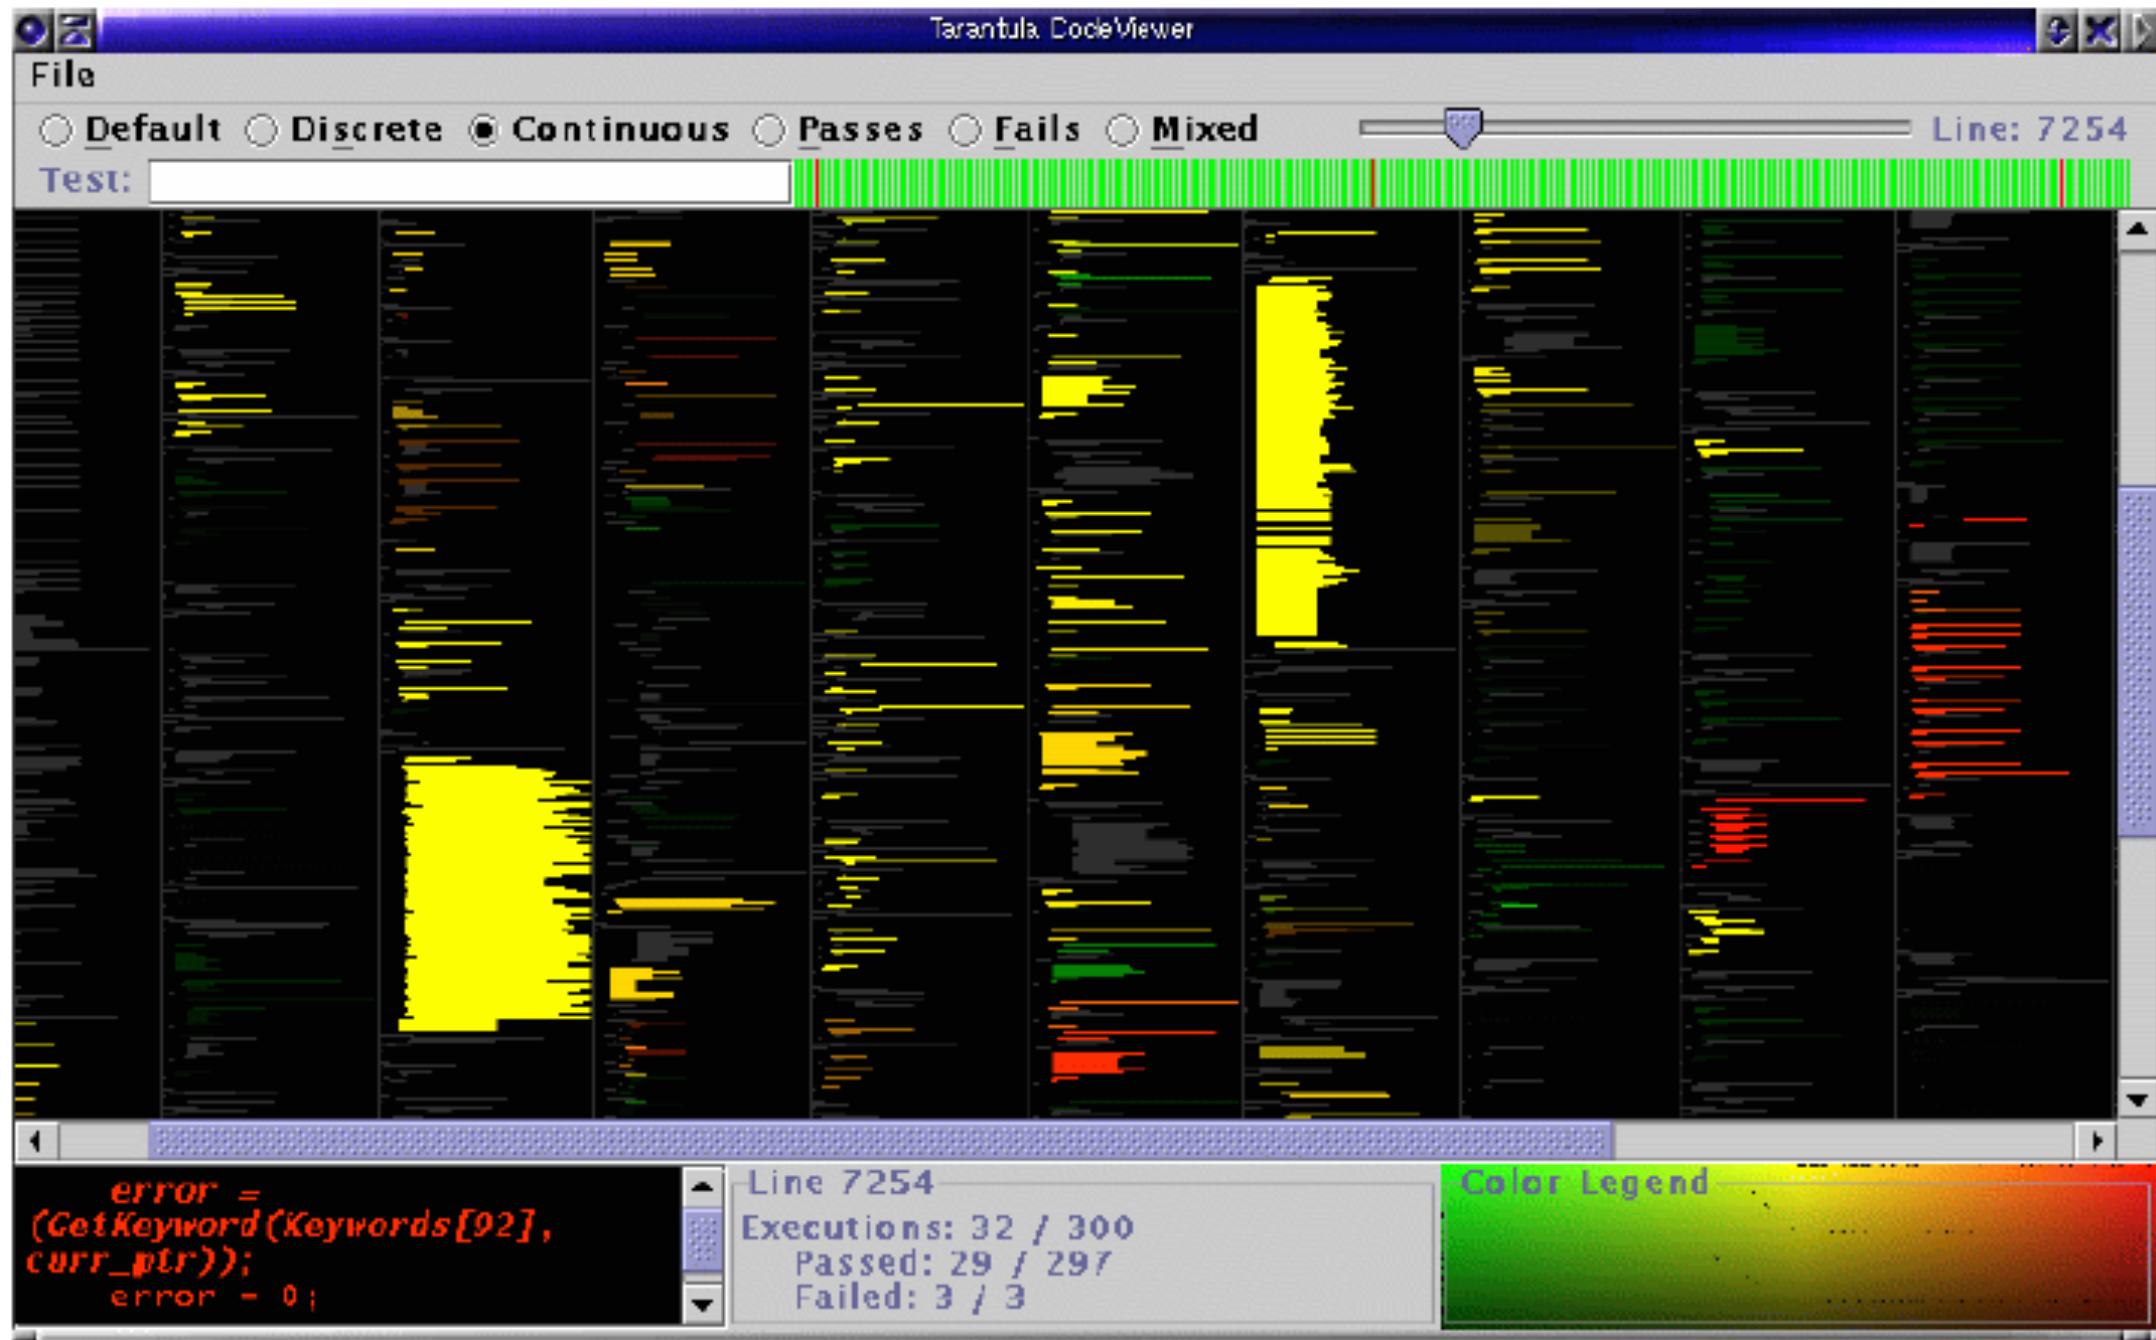 Tarantula CodeViewer
File
Default Discrete Continuous Passes Fails Mixed Line: 7254
Test:
error =
(GetKeyword(Keywords[92],
curr_ptr));
error = 0;
Line 7254
Executions: 32 / 300
Passed: 29 / 297
Failed: 3 / 3
Color Legend